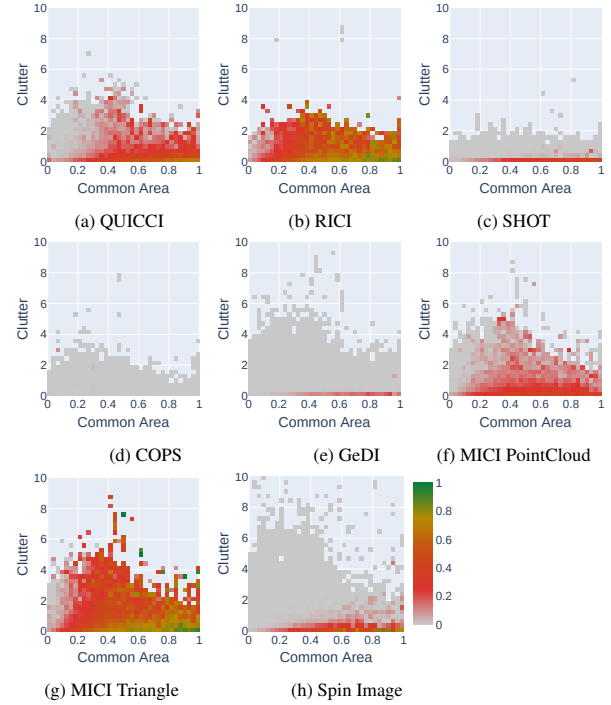 10
8
6
4
2
0
Clutter
0 0.2 0.4 0.6 0.8 1
Common Area
(a) QUICCI
10
8
6
4
2
0
Clutter
0 0.2 0.4 0.6 0.8 1
Common Area
(b) RICI
10
8
6
4
2
0
Clutter
0 0.2 0.4 0.6 0.8 1
Common Area
(c) SHOT
10
8
6
4
2
0
Clutter
0 0.2 0.4 0.6 0.8 1
Common Area
(d) COPS
10
8
6
4
2
0
Clutter
0 0.2 0.4 0.6 0.8 1
Common Area
(e) GeDI
10
8
6
4
2
0
Clutter
0 0.2 0.4 0.6 0.8 1
Common Area
(f) MICI PointCloud
10
8
6
4
2
0
Clutter
0 0.2 0.4 0.6 0.8 1
Common Area
(g) MICI Triangle
10
8
6
4
2
0
Clutter
0 0.2 0.4 0.6 0.8 1
Common Area
(h) Spin Image
1
0.8
0.6
0.4
0.2
0